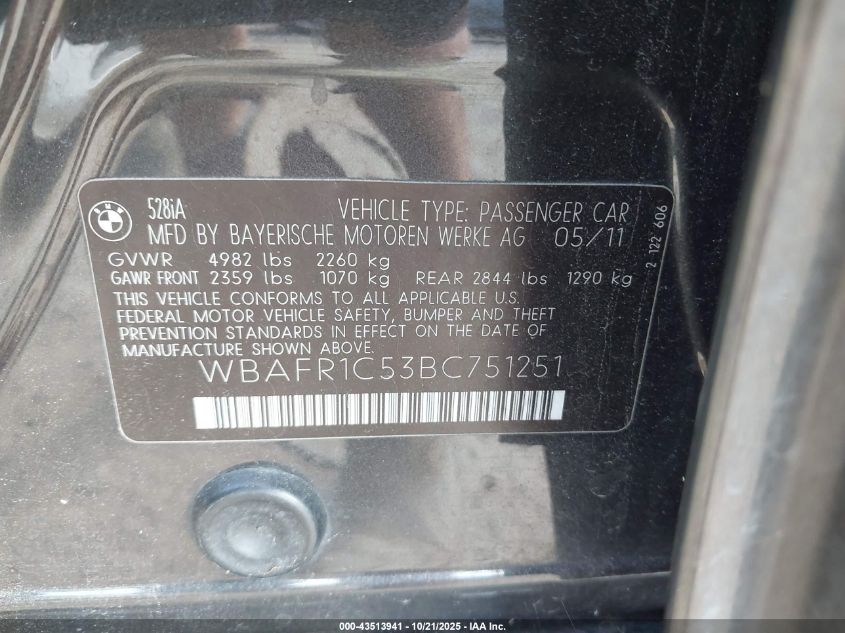 BMW
528iA VEHICLE TYPE: PASSENGER CAR
MFD BY BAYERISCHE MOTOREN WERKE AG 05/11
GVWR 4982 lbs 2260 kg
GAWR FRONT 2359 lbs 1070 kg REAR 2844 lbs 1290 kg
THIS VEHICLE CONFORMS TO ALL APPLICABLE U.S.
FEDERAL MOTOR VEHICLE SAFETY, BUMPER AND THEFT
PREVENTION STANDARDS IN EFFECT ON THE DATE OF
MANUFACTURE SHOWN ABOVE.
WBAFR1C53BC751251
2 122 606
000-43513941 - 10/21/2025 - IAA Inc.